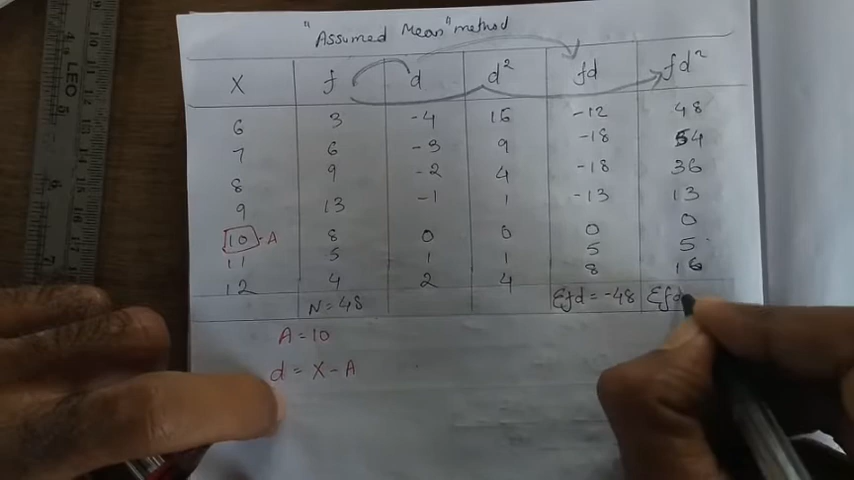 "Assumed Mean" method
X f d d² fd fd²
6 3 -4 16 -12 48
7 6 -3 9 -18 54
8 9 -2 4 -18 36
9 13 -1 1 -13 13
10 - A 8 0 0 0 0
11 5 1 1 5 5
12 4 2 4 8 16
N = 48 Σfd = -48 Σfd
A = 10
d = X - A
LEO